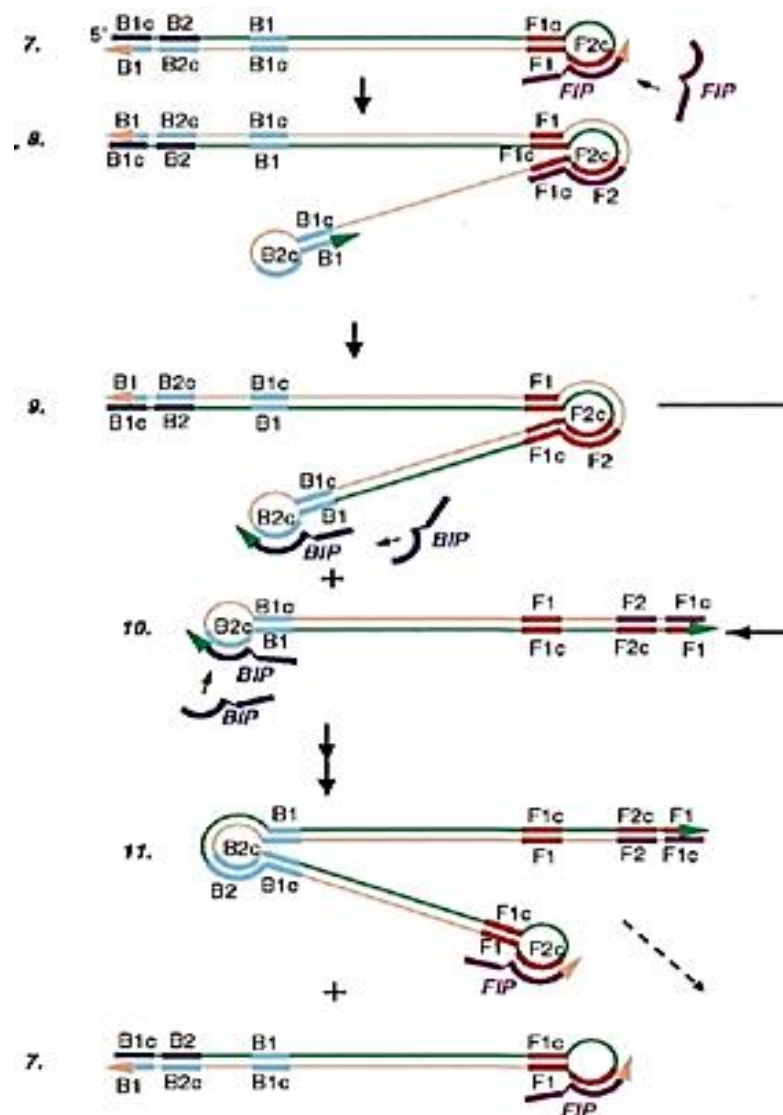 B1c B2 B1 F1c
7. 5' F2c
B1 B2c B1c F1 FIP FIP
B1 B2c B1c F1
8. F1c F2c
B1c B2 B1 F1c F2
B1c
B2c B1
B1 B2c B1c F1
9. F2c
B1c B2 B1 F1c F2
B1c
B2c B1
BIP BIP
+
B1c F1 F2 F1c
10. B2c
B1 F1c F2c F1
BIP
BIP
B1 F1c F2c F1
11. B2c
F1 F2 F1c
B2 B1c
F1c
F1 F2c
FIP
+
B1c B2 B1 F1c
7.
B1 B2c B1c F1
FIP